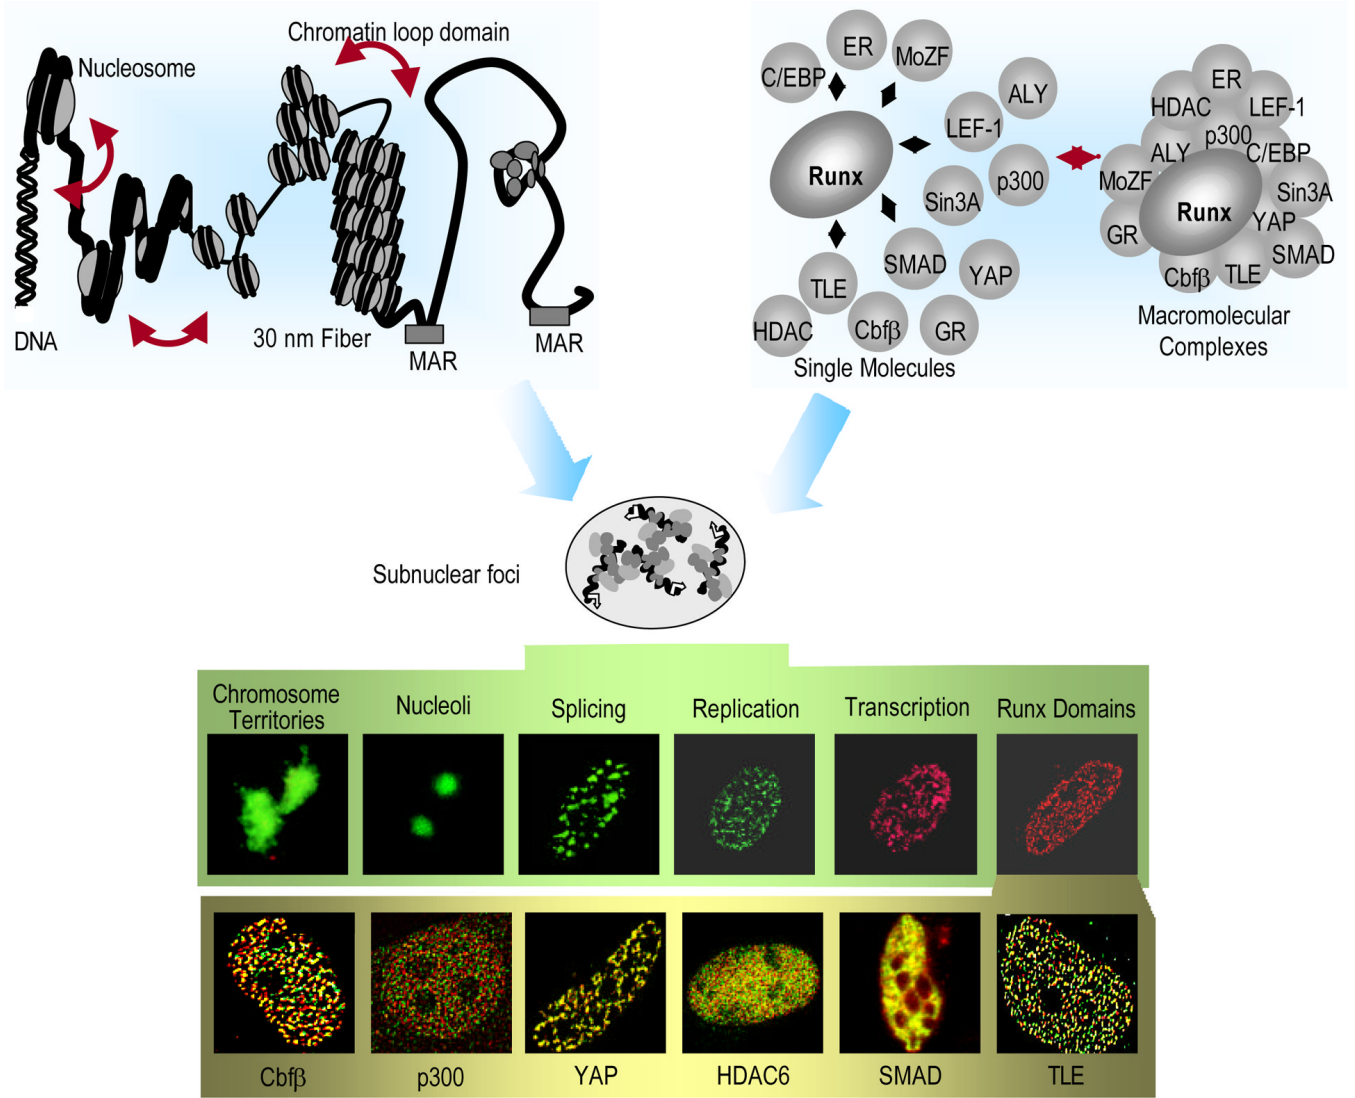 Chromatin loop domain
Nucleosome
DNA
30 nm Fiber
MAR
MAR
ER
MoZF
C/EBP
ALY
LEF-1
Runx
p300
Sin3A
SMAD
YAP
TLE
HDAC
Cbfβ
GR
Single Molecules
ER
HDAC
LEF-1
p300
ALY
C/EBP
MoZF
Sin3A
Runx
YAP
GR
SMAD
Cbfβ
TLE
Macromolecular
Complexes
Subnuclear foci
Chromosome
Territories
Nucleoli
Splicing
Replication
Transcription
Runx Domains
Cbfβ
p300
YAP
HDAC6
SMAD
TLE